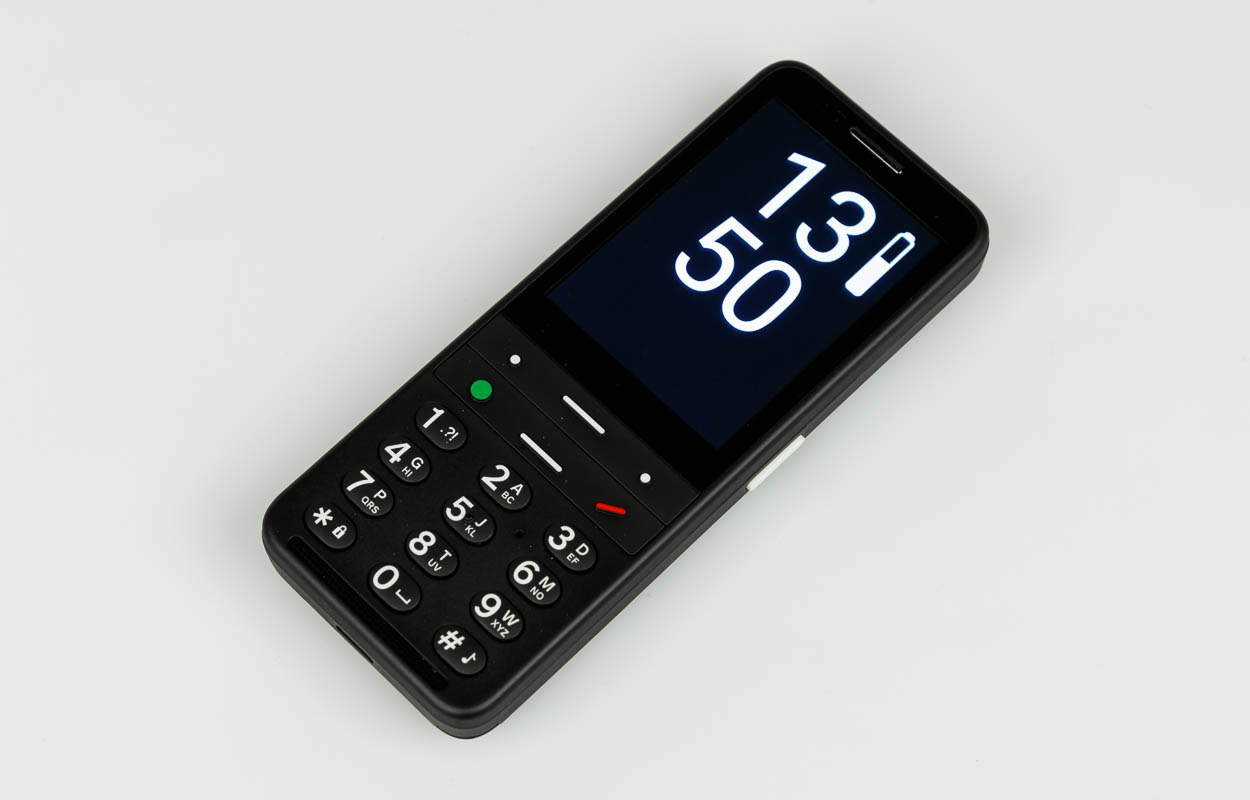 13
50
1 .?!
2 ABC
3 DEF
4 GHI
5 JKL
6 MNO
7 PQRS
8 TUV
9 WXYZ
*
0
#